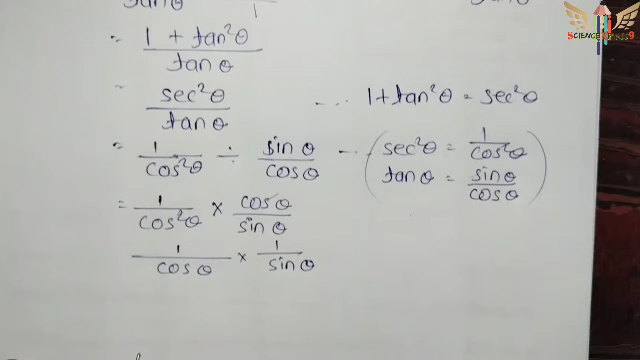 1
= 1 + tan²θ / tanθ
= sec²θ / tanθ ... 1 + tan²θ = sec²θ
= 1/cos²θ ÷ sinθ/cosθ ... (sec²θ = 1/cos²θ
tanθ = sinθ/cosθ)
= 1/cos²θ × cosθ/sinθ
1/cosθ × 1/sinθ